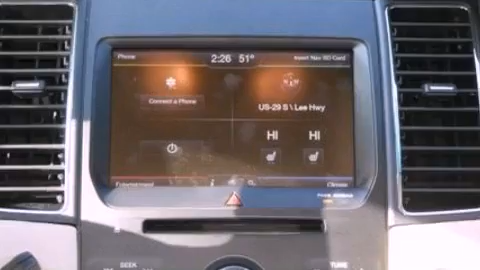 Phone 2:26 51° Insert Nav SD Card
Connect a Phone
US-29 S \ Lee Hwy
HI HI
Entertainment i Climate
SEEK TUNE